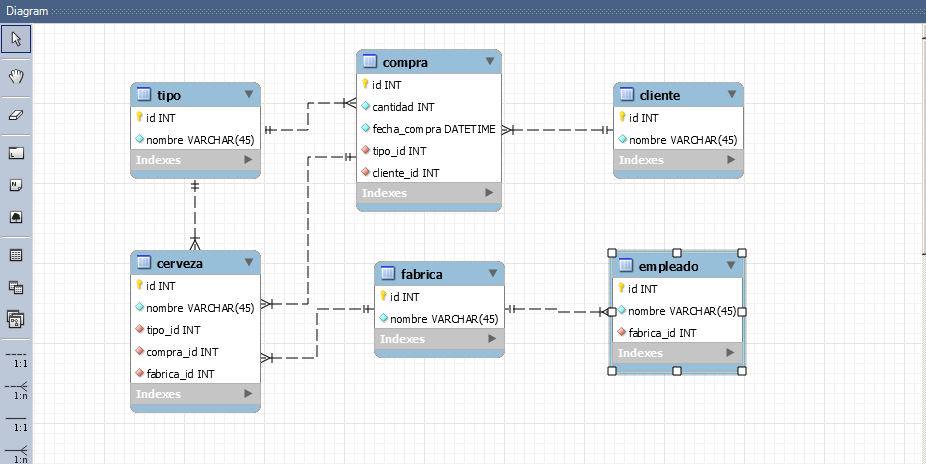 Diagram
tipo
id INT
nombre VARCHAR(45)
Indexes
compra
id INT
cantidad INT
fecha_compra DATETIME
tipo_id INT
cliente_id INT
Indexes
cliente
id INT
nombre VARCHAR(45)
Indexes
cerveza
id INT
nombre VARCHAR(45)
tipo_id INT
compra_id INT
fabrica_id INT
Indexes
fabrica
id INT
nombre VARCHAR(45)
Indexes
empleado
id INT
nombre VARCHAR(45)
fabrica_id INT
Indexes
1:1
1:n
1:1
1:n